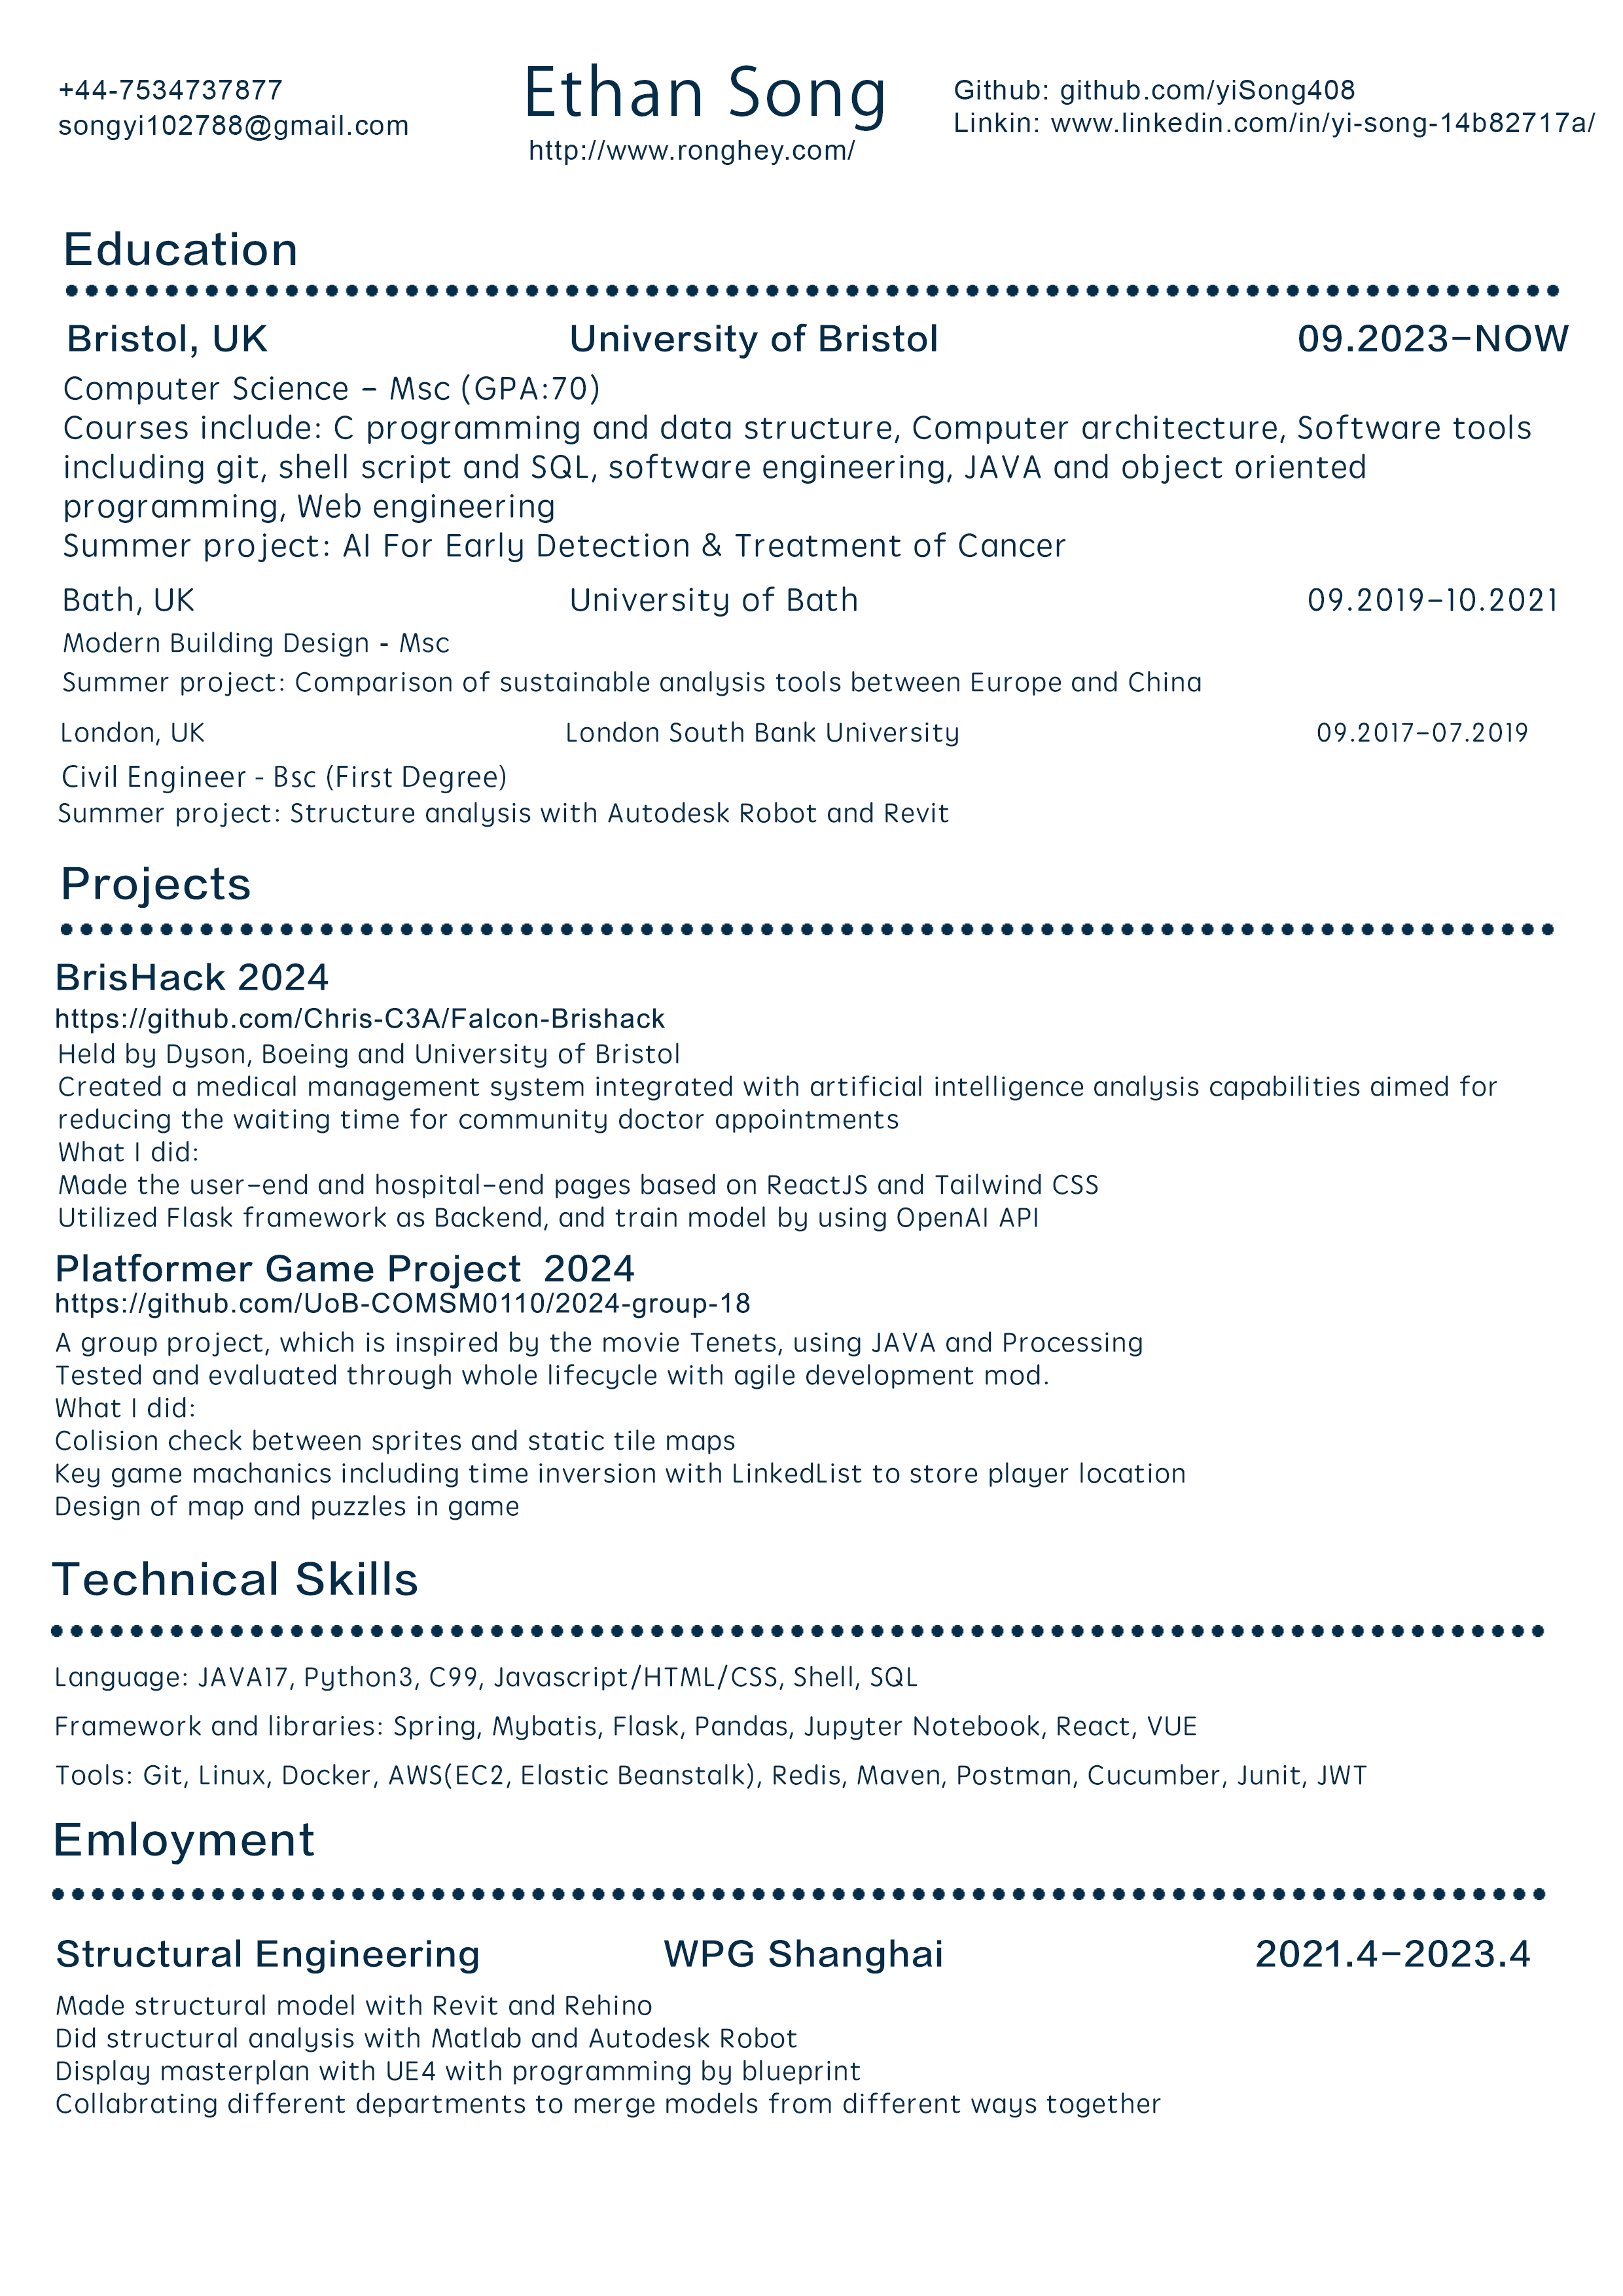 +44-7534737877
songyi102788@gmail.com
Ethan Song
http://www.ronghey.com/
Github: github.com/yiSong408
Linkin: www.linkedin.com/in/yi-song-14b82717a/
Education
Bristol, UK University of Bristol 09.2023-NOW
Computer Science - Msc (GPA:70)
Courses include: C programming and data structure, Computer architecture, Software tools
including git, shell script and SQL, software engineering, JAVA and object oriented
programming, Web engineering
Summer project: AI For Early Detection & Treatment of Cancer
Bath, UK University of Bath 09.2019-10.2021
Modern Building Design - Msc
Summer project: Comparison of sustainable analysis tools between Europe and China
London, UK London South Bank University 09.2017-07.2019
Civil Engineer - Bsc (First Degree)
Summer project: Structure analysis with Autodesk Robot and Revit
Projects
BrisHack 2024
https://github.com/Chris-C3A/Falcon-Brishack
Held by Dyson, Boeing and University of Bristol
Created a medical management system integrated with artificial intelligence analysis capabilities aimed for
reducing the waiting time for community doctor appointments
What I did:
Made the user-end and hospital-end pages based on ReactJS and Tailwind CSS
Utilized Flask framework as Backend, and train model by using OpenAI API
Platformer Game Project 2024
https://github.com/UoB-COMSM0110/2024-group-18
A group project, which is inspired by the movie Tenets, using JAVA and Processing
Tested and evaluated through whole lifecycle with agile development mod.
What I did:
Colision check between sprites and static tile maps
Key game machanics including time inversion with LinkedList to store player location
Design of map and puzzles in game
Technical Skills
Language: JAVA17, Python3, C99, Javascript/HTML/CSS, Shell, SQL
Framework and libraries: Spring, Mybatis, Flask, Pandas, Jupyter Notebook, React, VUE
Tools: Git, Linux, Docker, AWS(EC2, Elastic Beanstalk), Redis, Maven, Postman, Cucumber, Junit, JWT
Emloyment
Structural Engineering WPG Shanghai 2021.4-2023.4
Made structural model with Revit and Rehino
Did structural analysis with Matlab and Autodesk Robot
Display masterplan with UE4 with programming by blueprint
Collabrating different departments to merge models from different ways together